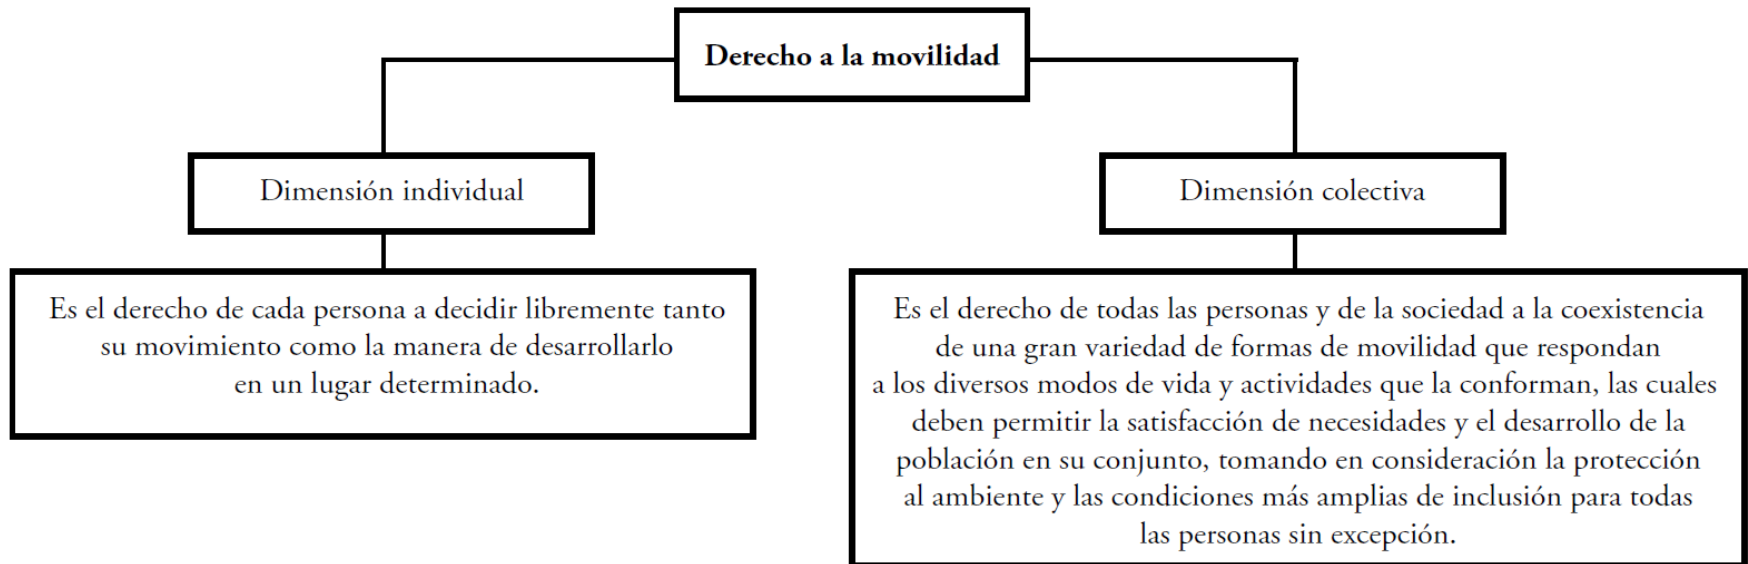 Derecho a la movilidad
Dimensión individual
Es el derecho de cada persona a decidir libremente tanto
su movimiento como la manera de desarrollarlo
en un lugar determinado.
Dimensión colectiva
Es el derecho de todas las personas y de la sociedad a la coexistencia
de una gran variedad de formas de movilidad que respondan
a los diversos modos de vida y actividades que la conforman, las cuales
deben permitir la satisfacción de necesidades y el desarrollo de la
población en su conjunto, tomando en consideración la protección
al ambiente y las condiciones más amplias de inclusión para todas
las personas sin excepción.